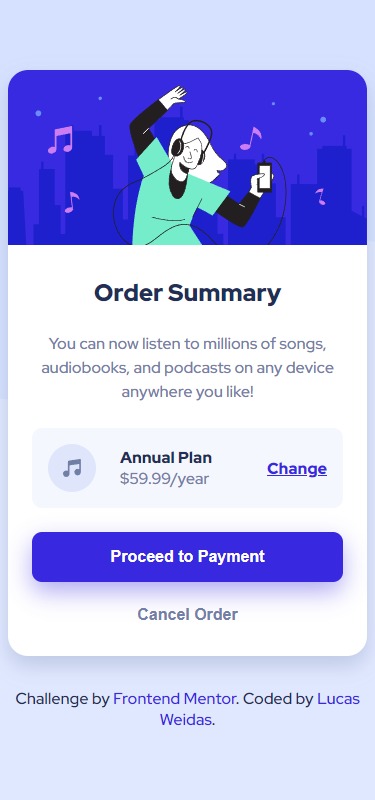 Order Summary
You can now listen to millions of songs,
audiobooks, and podcasts on any device
anywhere you like!
Annual Plan
$59.99/year
Change
Proceed to Payment
Cancel Order
Challenge by Frontend Mentor. Coded by Lucas
Weidas.